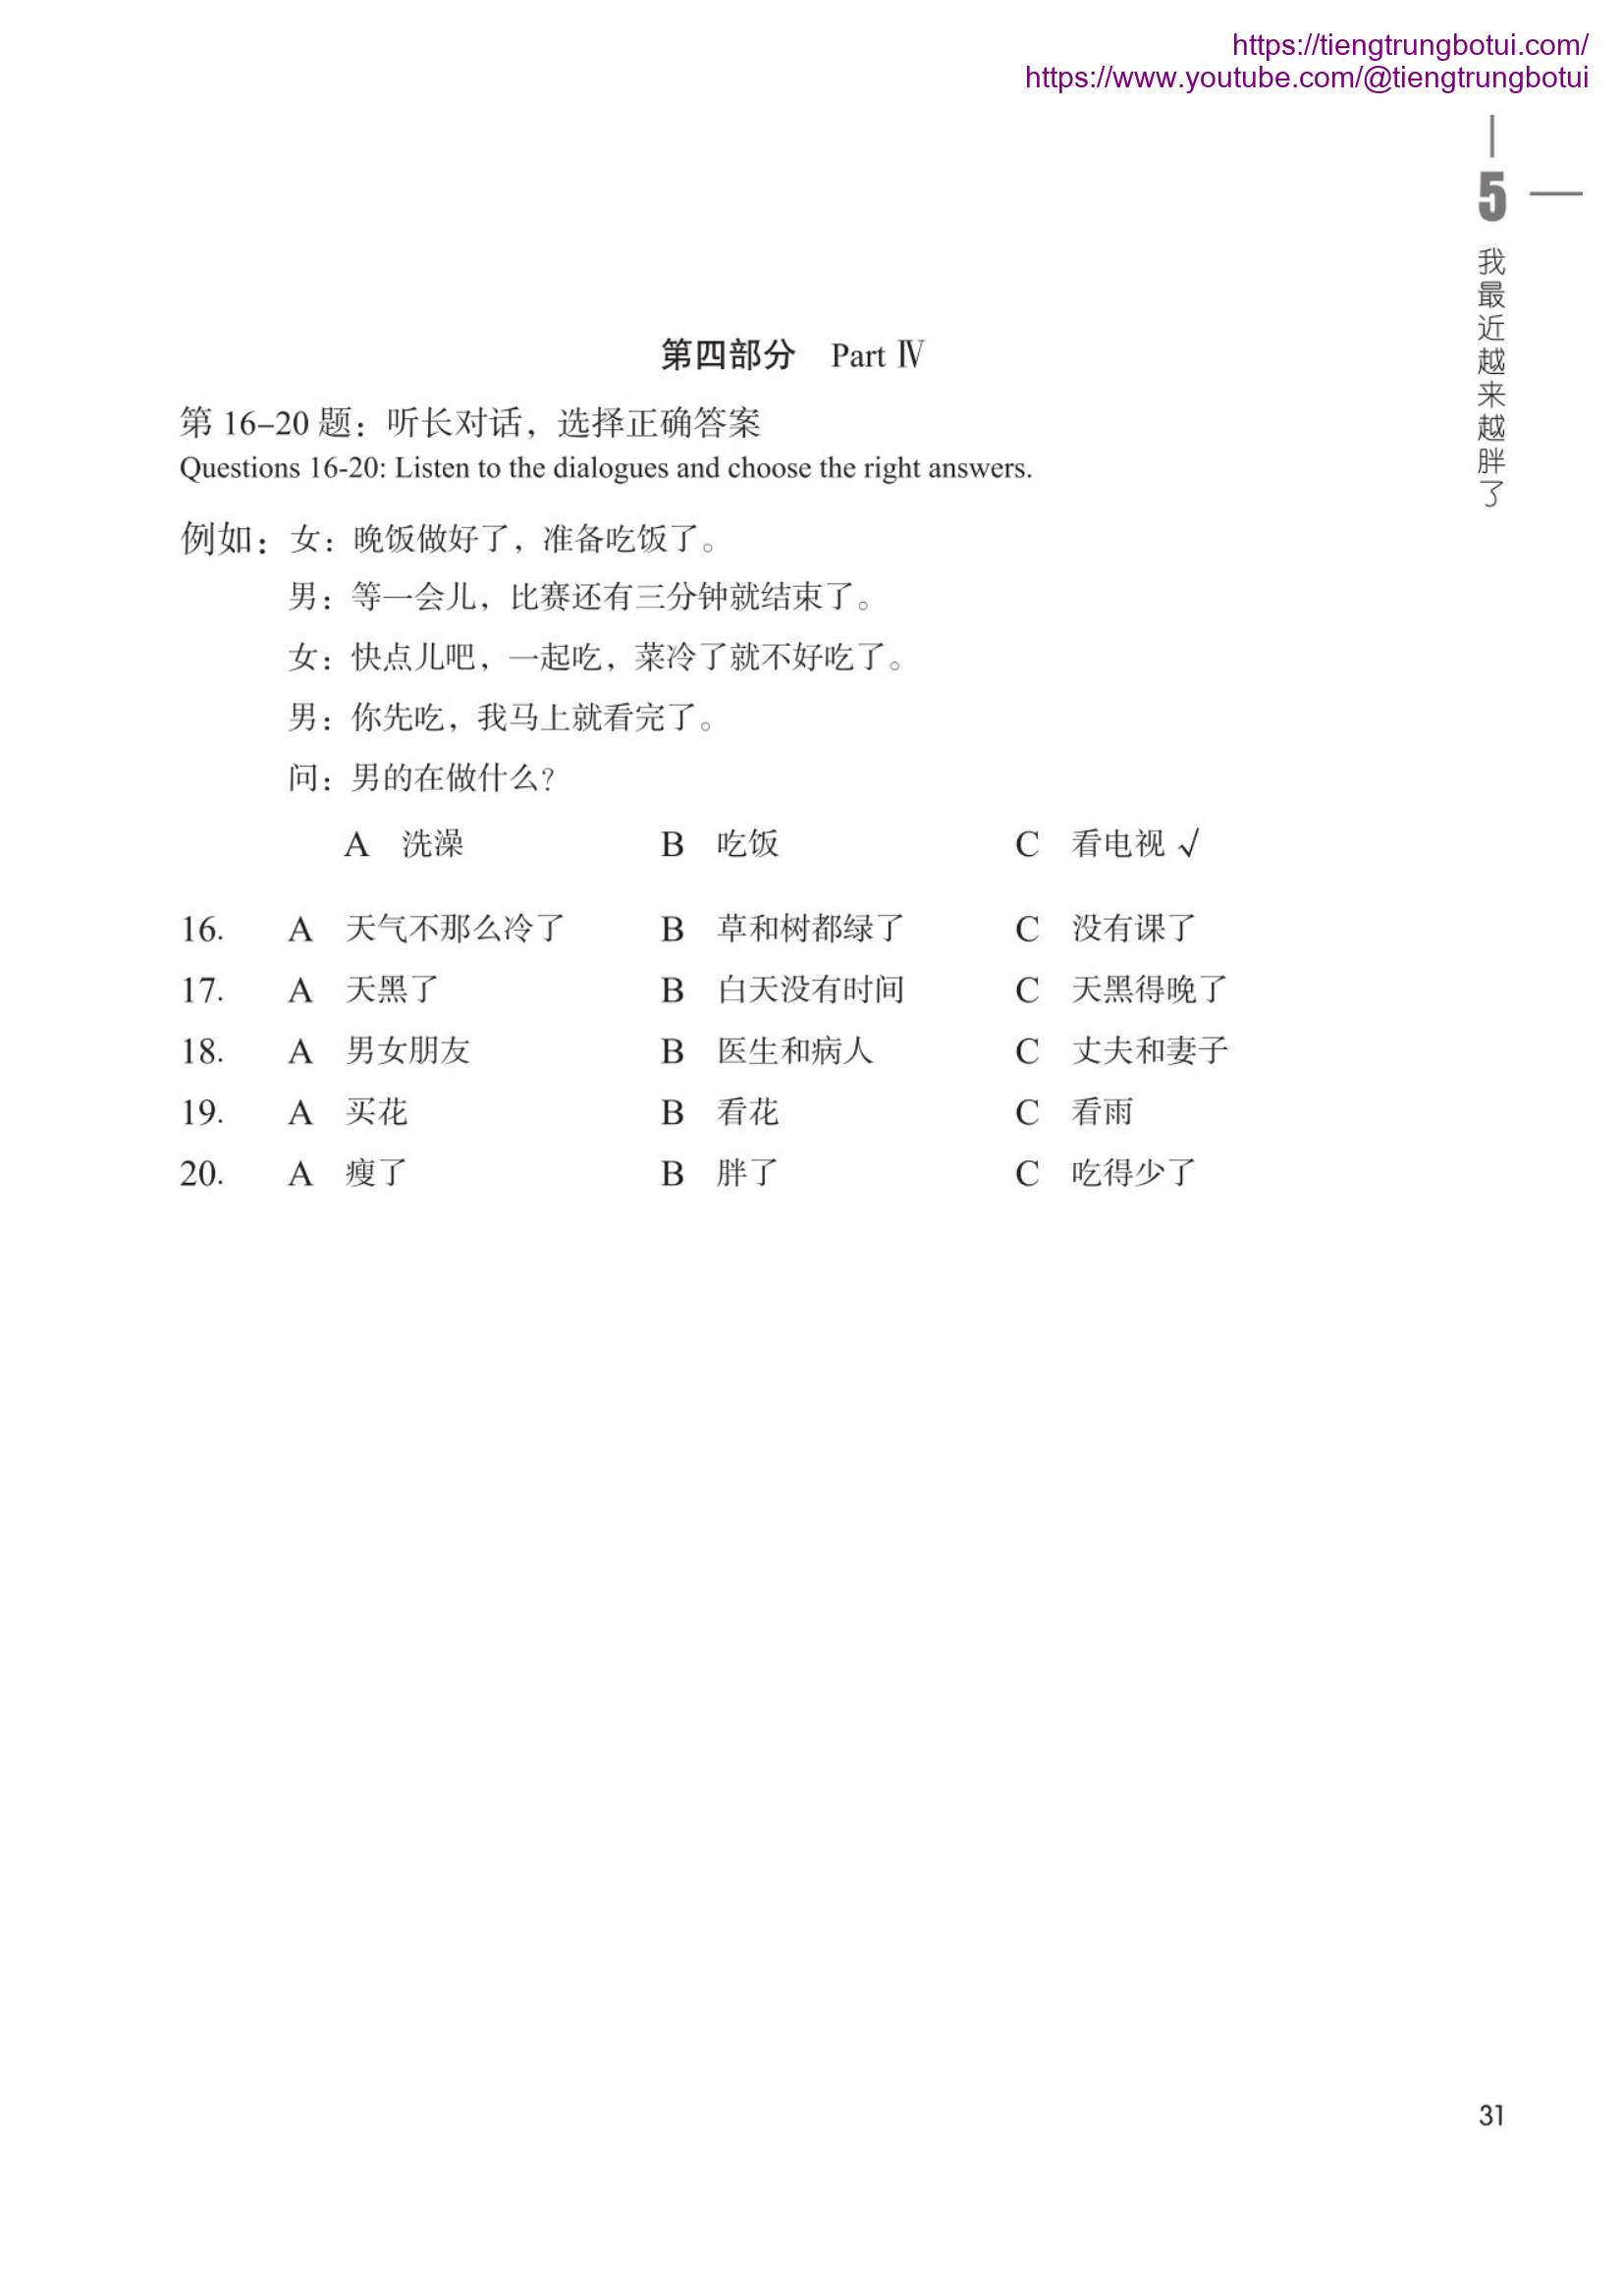 https://tiengtrungbotui.com/
https://www.youtube.com/@tiengtrungbotui
5
我最近越来越胖了
第四部分 Part Ⅳ
第 16–20 题：听长对话，选择正确答案
Questions 16-20: Listen to the dialogues and choose the right answers.
例如：女：晚饭做好了，准备吃饭了。
男：等一会儿，比赛还有三分钟就结束了。
女：快点儿吧，一起吃，菜冷了就不好吃了。
男：你先吃，我马上就看完了。
问：男的在做什么？
A 洗澡 B 吃饭 C 看电视 √
16. A 天气不那么冷了 B 草和树都绿了 C 没有课了
17. A 天黑了 B 白天没有时间 C 天黑得晚了
18. A 男女朋友 B 医生和病人 C 丈夫和妻子
19. A 买花 B 看花 C 看雨
20. A 瘦了 B 胖了 C 吃得少了
31